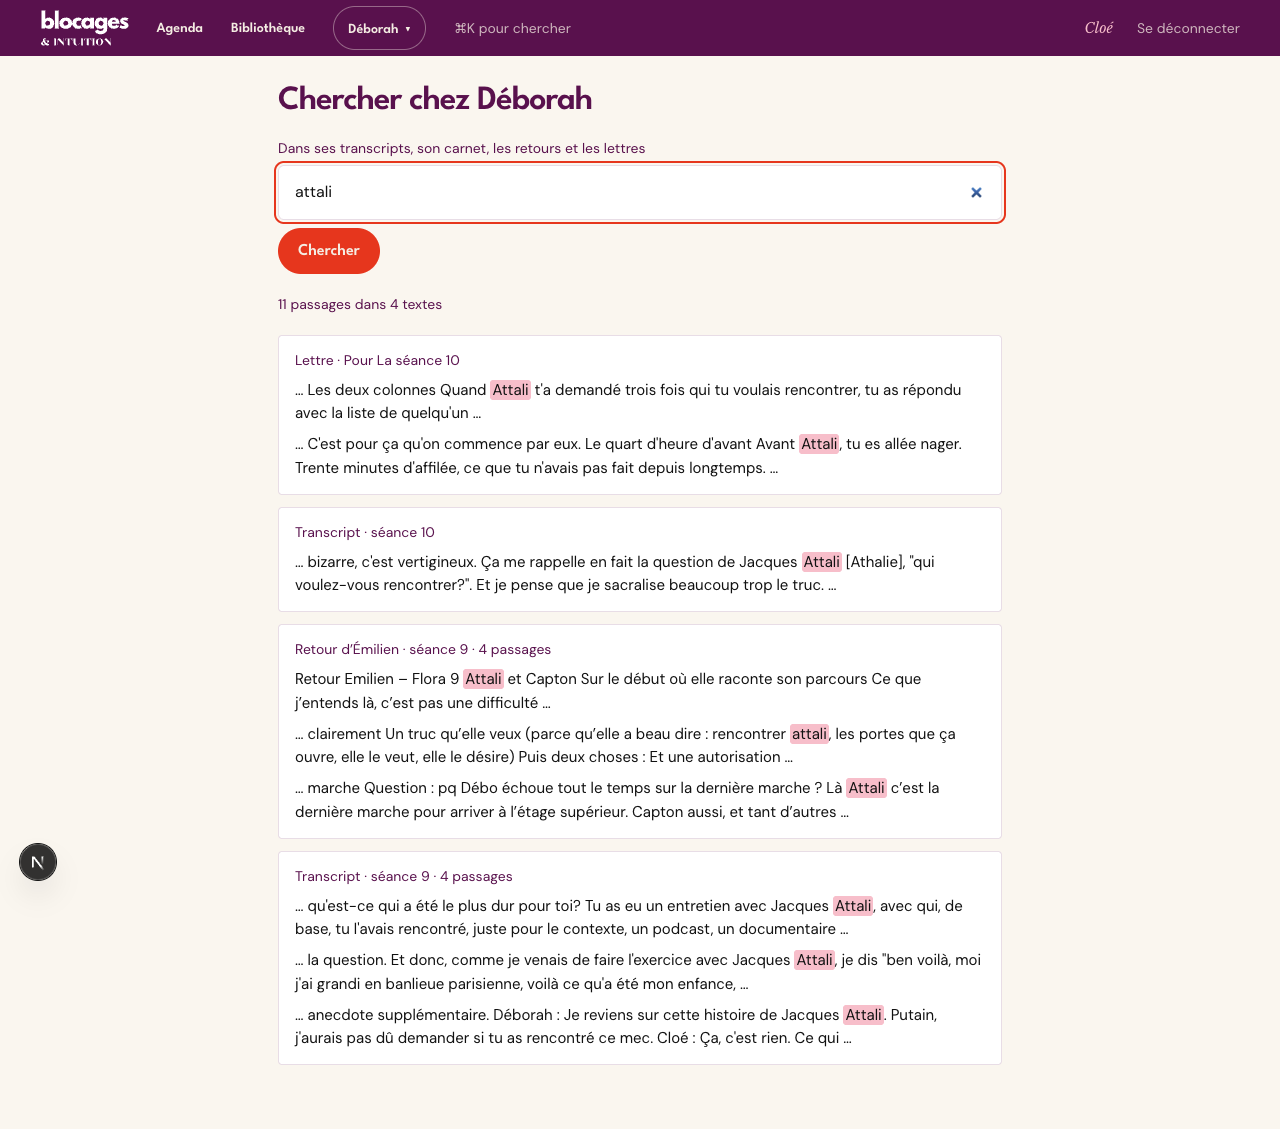 blocages
& INTUITION
Agenda
Bibliothèque
Déborah ▾
⌘K pour chercher
Cloé
Se déconnecter
Chercher chez Déborah
Dans ses transcripts, son carnet, les retours et les lettres
attali
Chercher
11 passages dans 4 textes
Lettre · Pour La séance 10
... Les deux colonnes Quand Attali t'a demandé trois fois qui tu voulais rencontrer, tu as répondu
avec la liste de quelqu'un ...
... C'est pour ça qu'on commence par eux. Le quart d'heure d'avant Avant Attali, tu es allée nager.
Trente minutes d'affilée, ce que tu n'avais pas fait depuis longtemps. ...
Transcript · séance 10
... bizarre, c'est vertigineux. Ça me rappelle en fait la question de Jacques Attali [Athalie], "qui
voulez-vous rencontrer?". Et je pense que je sacralise beaucoup trop le truc. ...
Retour d’Émilien · séance 9 · 4 passages
Retour Emilien – Flora 9 Attali et Capton Sur le début où elle raconte son parcours Ce que
j’entends là, c’est pas une difficulté ...
... clairement Un truc qu’elle veux (parce qu’elle a beau dire : rencontrer attali, les portes que ça
ouvre, elle le veut, elle le désire) Puis deux choses : Et une autorisation ...
... marche Question : pq Débo échoue tout le temps sur la dernière marche ? Là Attali c’est la
dernière marche pour arriver à l’étage supérieur. Capton aussi, et tant d’autres ...
Transcript · séance 9 · 4 passages
... qu'est-ce qui a été le plus dur pour toi? Tu as eu un entretien avec Jacques Attali, avec qui, de
base, tu l'avais rencontré, juste pour le contexte, un podcast, un documentaire ...
... la question. Et donc, comme je venais de faire l'exercice avec Jacques Attali, je dis "ben voilà, moi
j'ai grandi en banlieue parisienne, voilà ce qu'a été mon enfance, ...
... anecdote supplémentaire. Déborah : Je reviens sur cette histoire de Jacques Attali. Putain,
j'aurais pas dû demander si tu as rencontré ce mec. Cloé : Ça, c'est rien. Ce qui ...
N